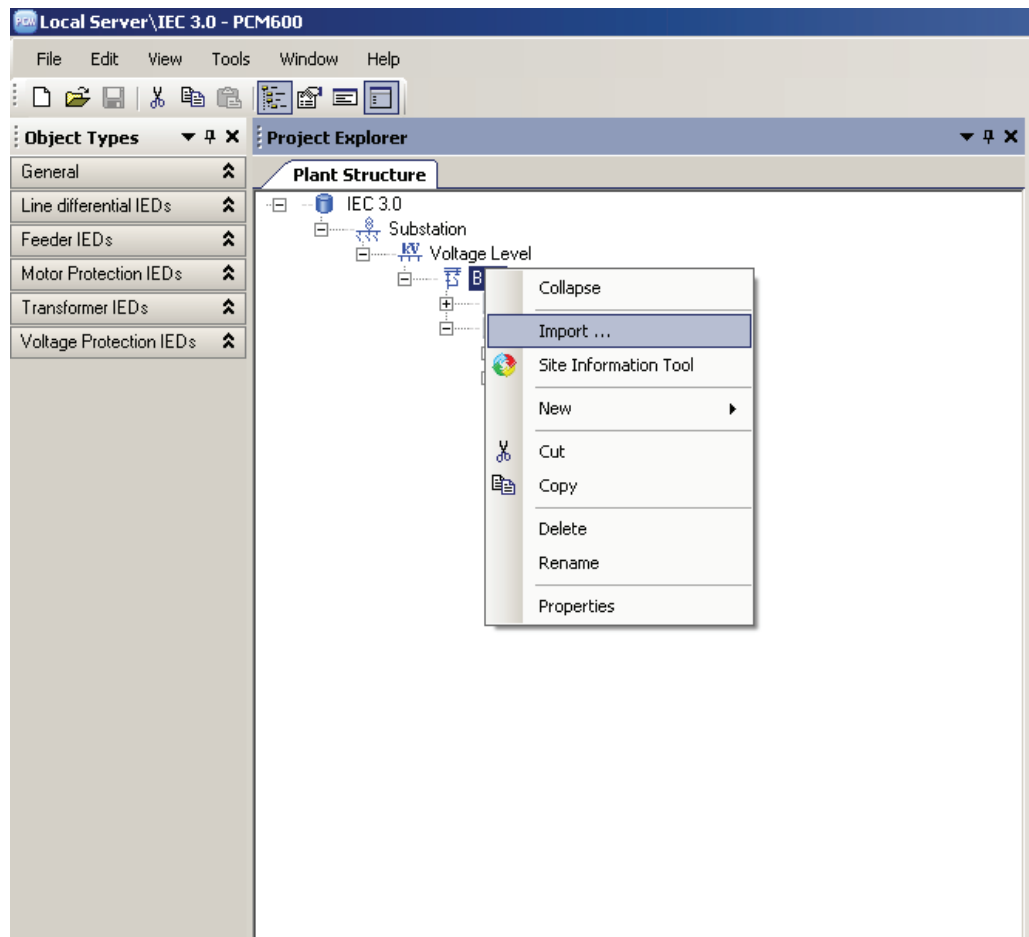 Local Server\IEC 3.0 - PCM600
File Edit View Tools Window Help
Object Types
Project Explorer
General
Line differential IEDs
Feeder IEDs
Motor Protection IEDs
Transformer IEDs
Voltage Protection IEDs
Plant Structure
IEC 3.0
Substation
kV Voltage Level
Collapse
Import ...
Site Information Tool
New
Cut
Copy
Delete
Rename
Properties